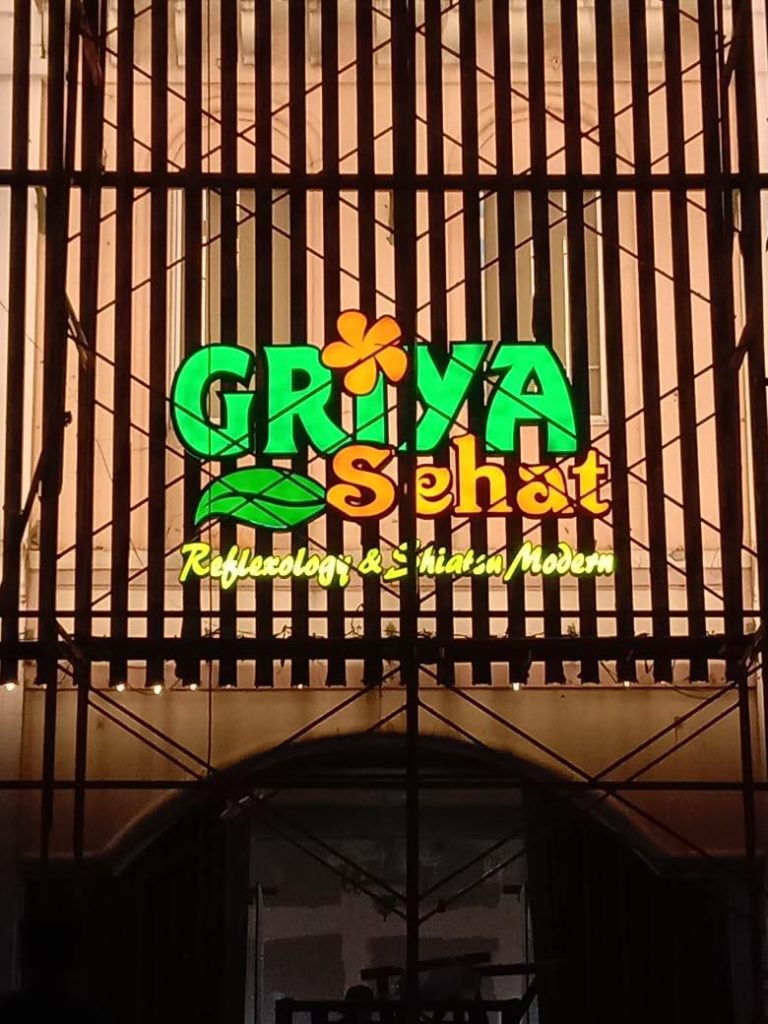 GRiYA
Sehat
Reflexology & Shiatsu Modern